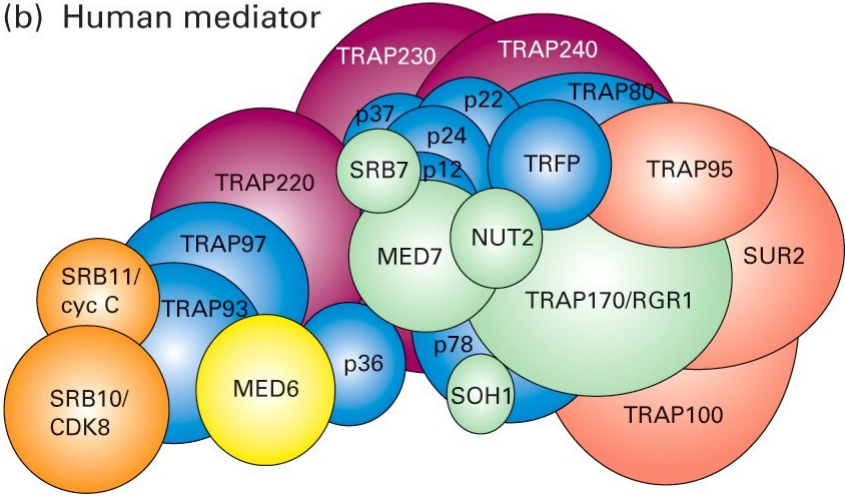 (b) Human mediator
TRAP230
TRAP240
TRAP80
p22
p37
p24
p12
TRFP
SRB7
TRAP95
TRAP220
NUT2
MED7
SUR2
TRAP97
SRB11/
cyc C
TRAP170/RGR1
TRAP93
p78
p36
MED6
SOH1
SRB10/
CDK8
TRAP100